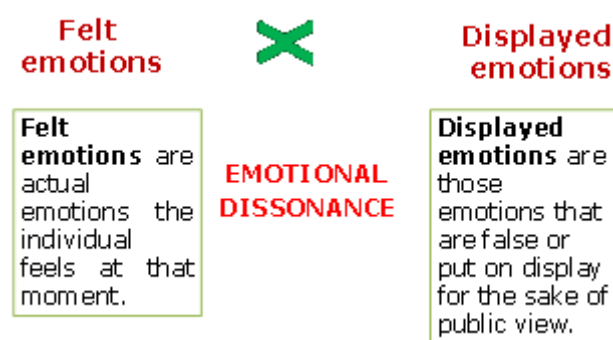 Felt
emotions
Displayed
emotions
Felt
emotions are
actual
emotions the
individual
feels at that
moment.
EMOTIONAL
DISSONANCE
Displayed
emotions are
those
emotions that
are false or
put on display
for the sake of
public view.